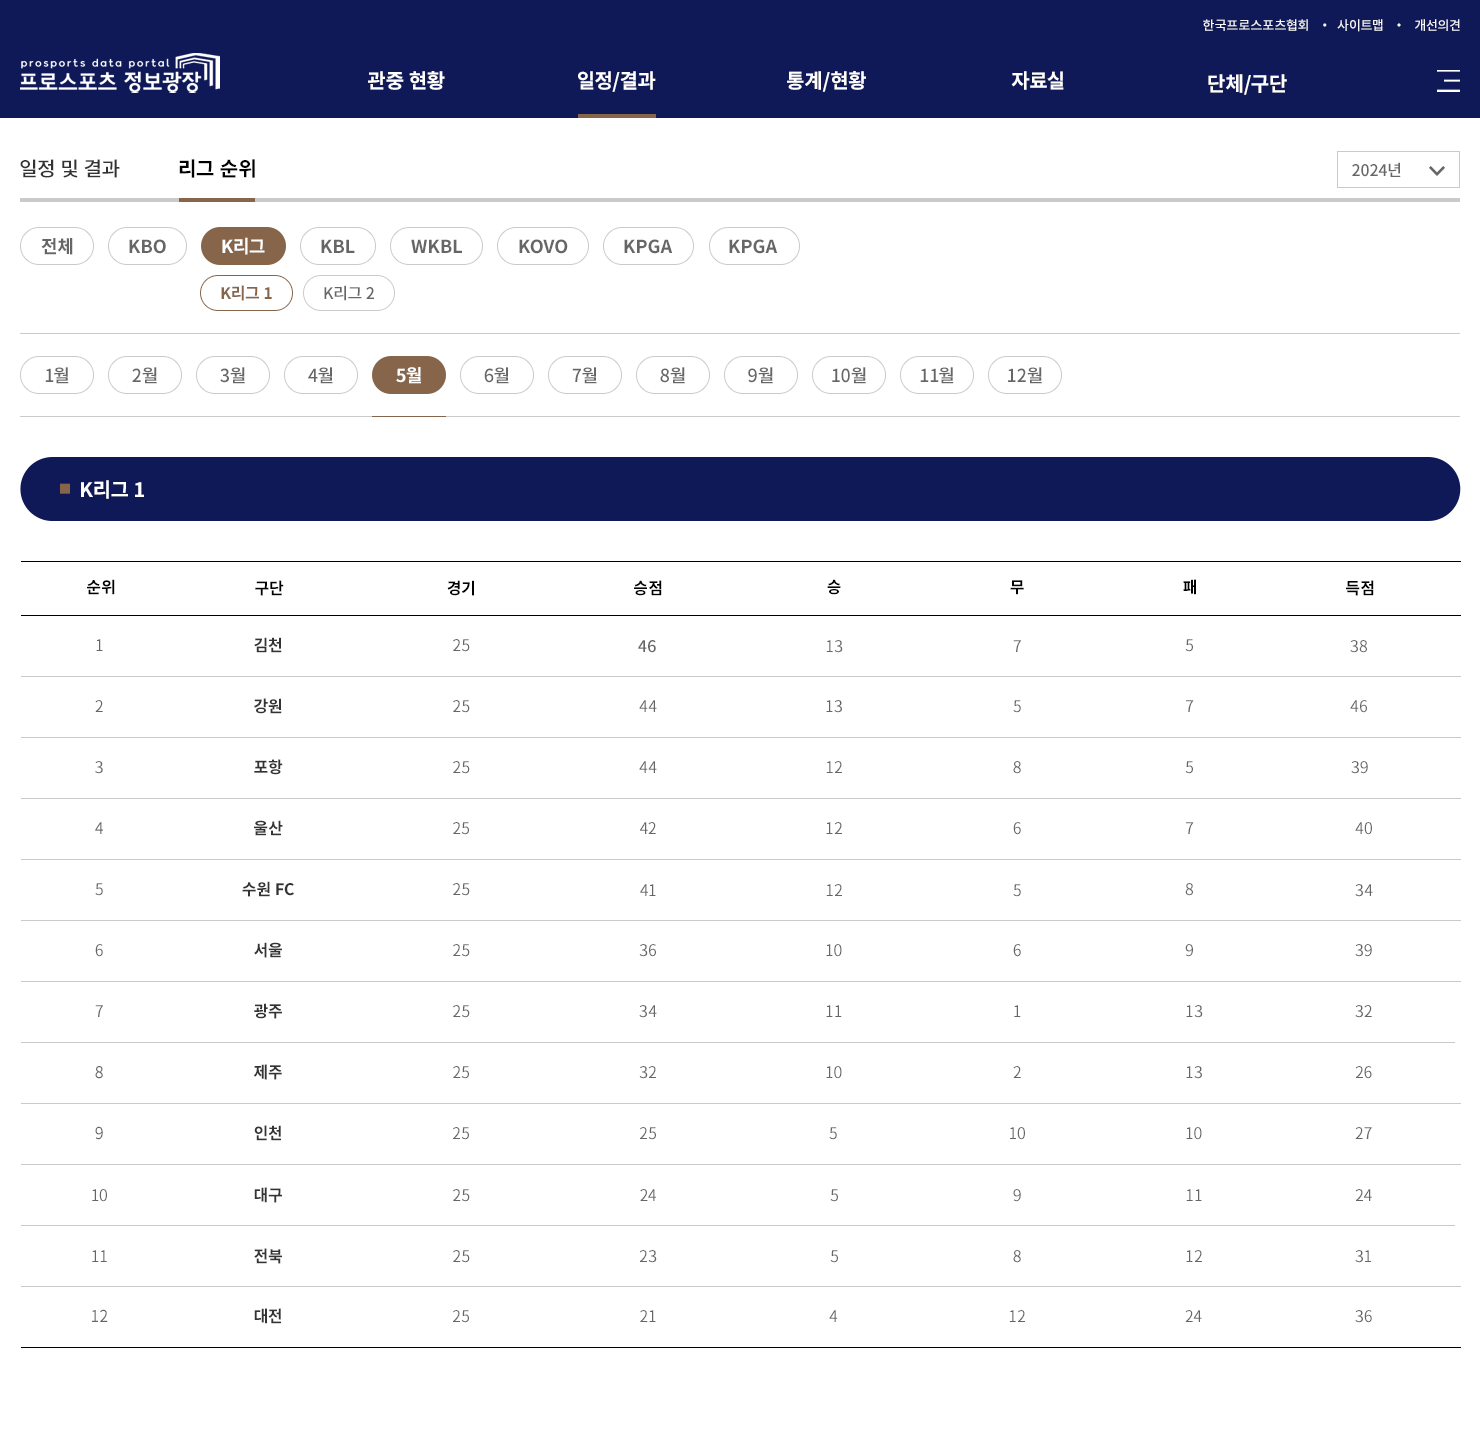 한국프로스포츠협회 • 사이트맵 • 개선의견
prosports data portal
프로스포츠 정보광장
관중 현황 일정/결과 통계/현황 자료실 단체/구단
일정 및 결과 리그 순위 2024년
전체 KBO K리그 KBL WKBL KOVO KPGA KPGA
K리그 1 K리그 2
1월 2월 3월 4월 5월 6월 7월 8월 9월 10월 11월 12월
K리그 1
순위 구단 경기 승점 승 무 패 득점
1 김천 25 46 13 7 5 38
2 강원 25 44 13 5 7 46
3 포항 25 44 12 8 5 39
4 울산 25 42 12 6 7 40
5 수원 FC 25 41 12 5 8 34
6 서울 25 36 10 6 9 39
7 광주 25 34 11 1 13 32
8 제주 25 32 10 2 13 26
9 인천 25 25 5 10 10 27
10 대구 25 24 5 9 11 24
11 전북 25 23 5 8 12 31
12 대전 25 21 4 12 24 36